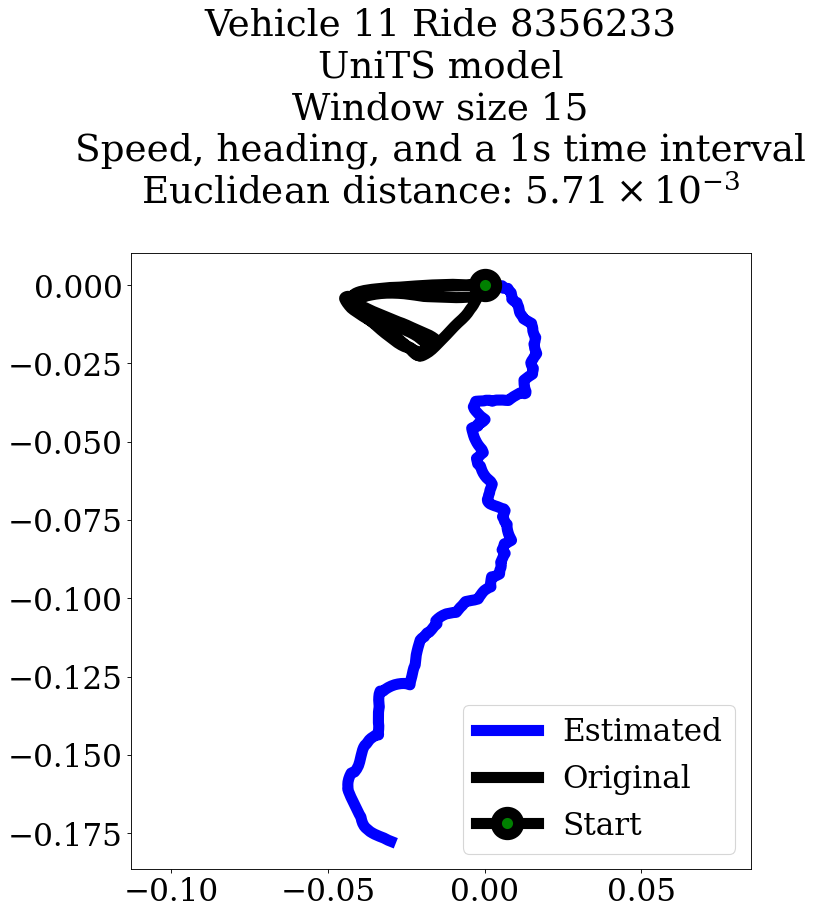 Vehicle 11 Ride 8356233
UniTS model
Window size 15
Speed, heading, and a 1s time interval
Euclidean distance: 5.71 × 10⁻³
0.000
−0.025
−0.050
−0.075
−0.100
−0.125
−0.150
−0.175
Estimated
Original
Start
−0.10 −0.05 0.00 0.05